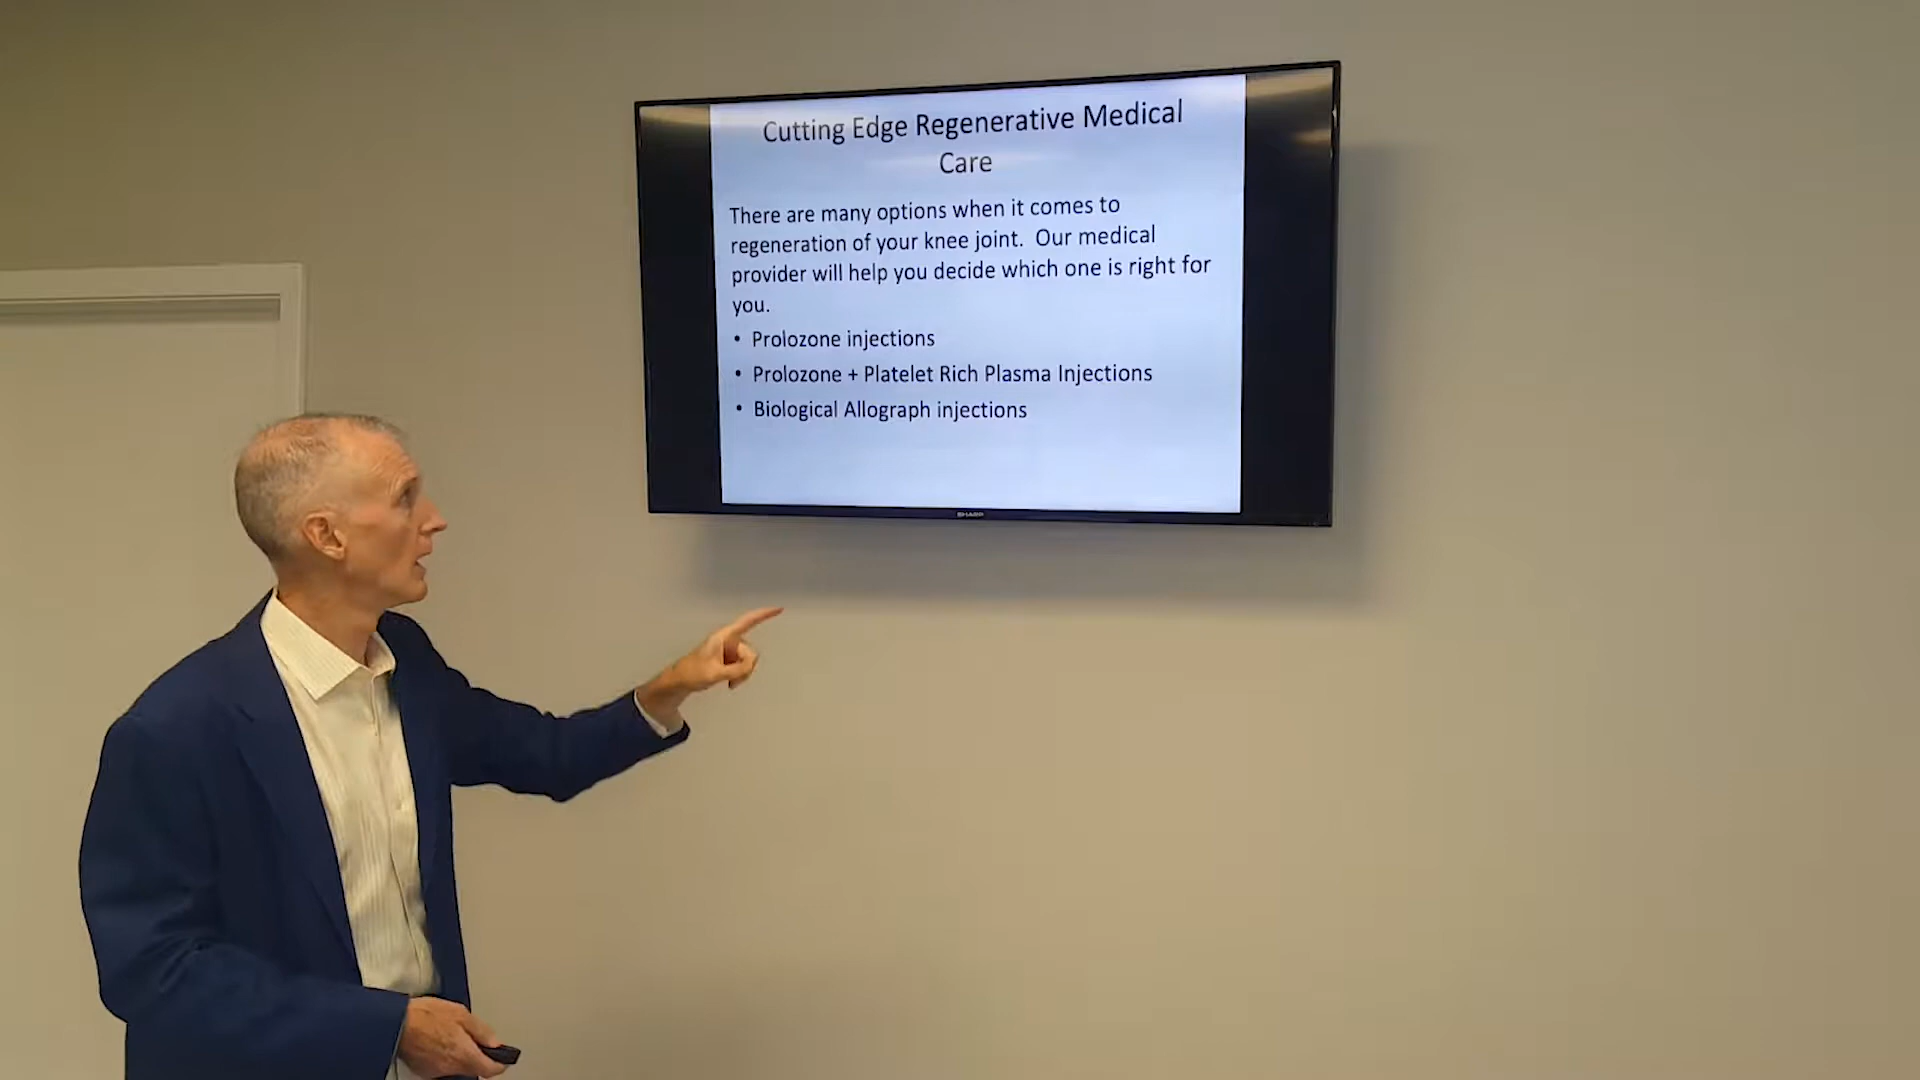 Cutting Edge Regenerative Medical
Care
There are many options when it comes to
regeneration of your knee joint.  Our medical
provider will help you decide which one is right for
you.
• Prolozone injections
• Prolozone + Platelet Rich Plasma Injections
• Biological Allograph injections
SHARP